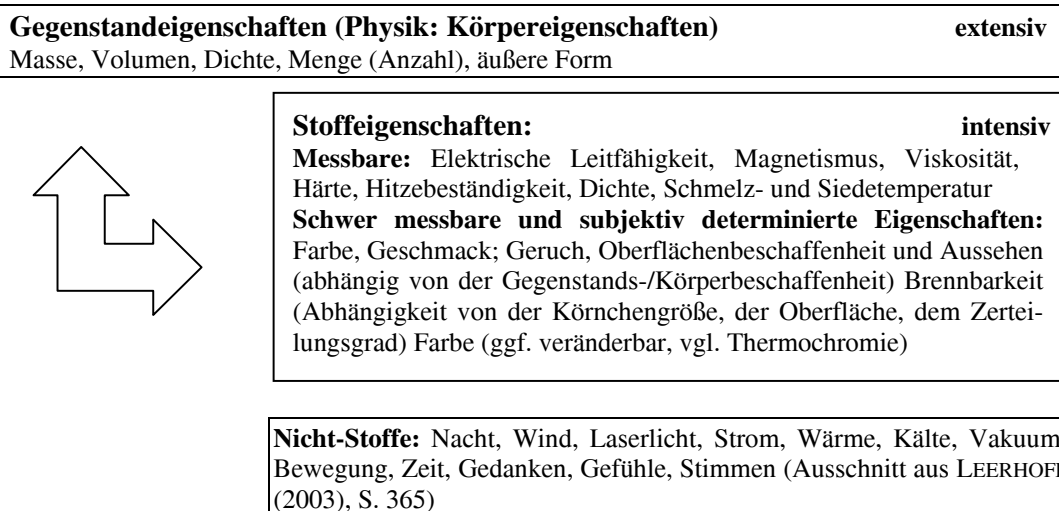 Gegenstandeigenschaften (Physik: Körpereigenschaften) extensiv
Masse, Volumen, Dichte, Menge (Anzahl), äußere Form
Stoffeigenschaften: intensiv
Messbare: Elektrische Leitfähigkeit, Magnetismus, Viskosität,
Härte, Hitzebeständigkeit, Dichte, Schmelz- und Siedetemperatur
Schwer messbare und subjektiv determinierte Eigenschaften:
Farbe, Geschmack; Geruch, Oberflächenbeschaffenheit und Aussehen
(abhängig von der Gegenstands-/Körperbeschaffenheit) Brennbarkeit
(Abhängigkeit von der Körnchengröße, der Oberfläche, dem Zertei-
lungsgrad) Farbe (ggf. veränderbar, vgl. Thermochromie)
Nicht-Stoffe: Nacht, Wind, Laserlicht, Strom, Wärme, Kälte, Vakuum
Bewegung, Zeit, Gedanken, Gefühle, Stimmen (Ausschnitt aus LEERHOFF
(2003), S. 365)